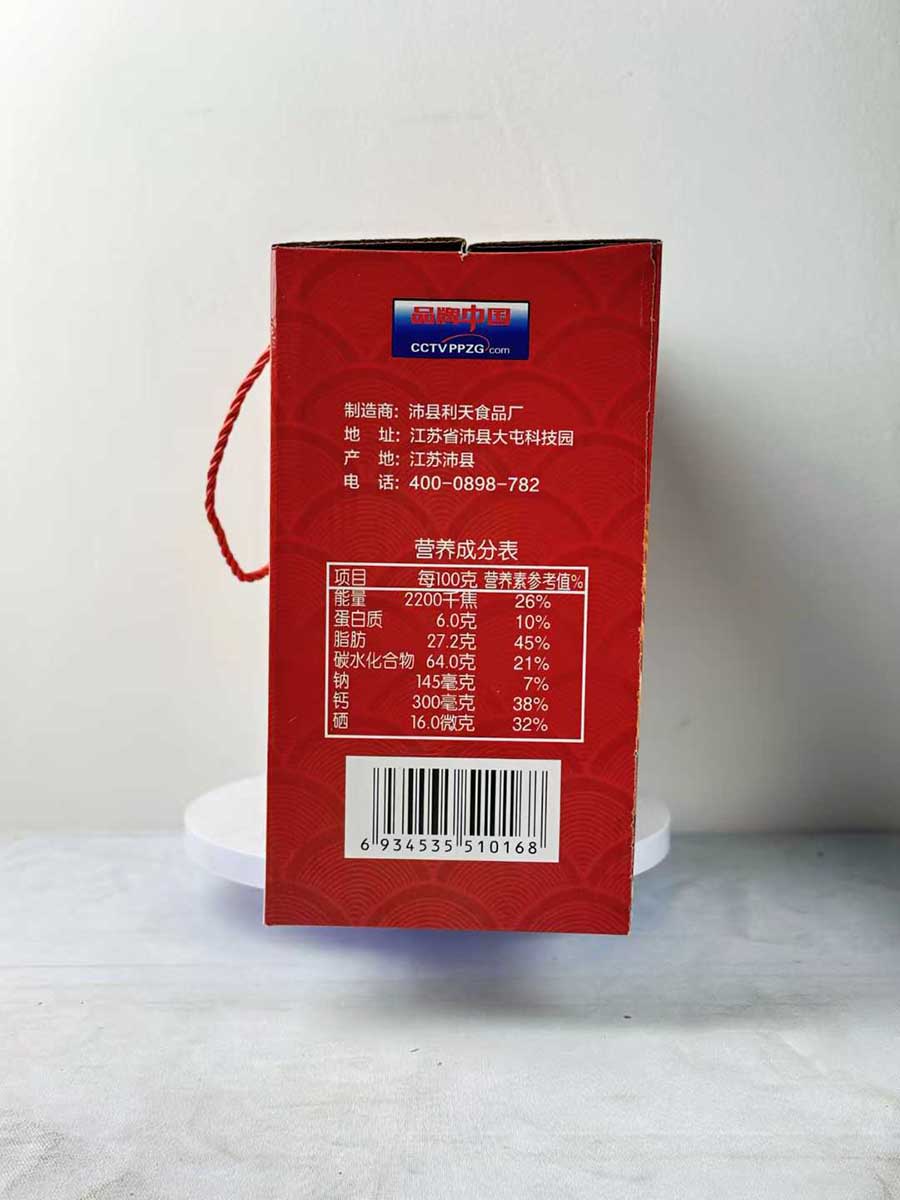 品牌中国
CCTVPPZG.com
制造商: 沛县利天食品厂
地 址: 江苏省沛县大屯科技园
产 地: 江苏沛县
电 话: 400-0898-782
营养成分表
项目 每100克 营养素参考值%
能量 2200千焦 26%
蛋白质 6.0克 10%
脂肪 27.2克 45%
碳水化合物 64.0克 21%
钠 145毫克 7%
钙 300毫克 38%
硒 16.0微克 32%
6 934535 510168